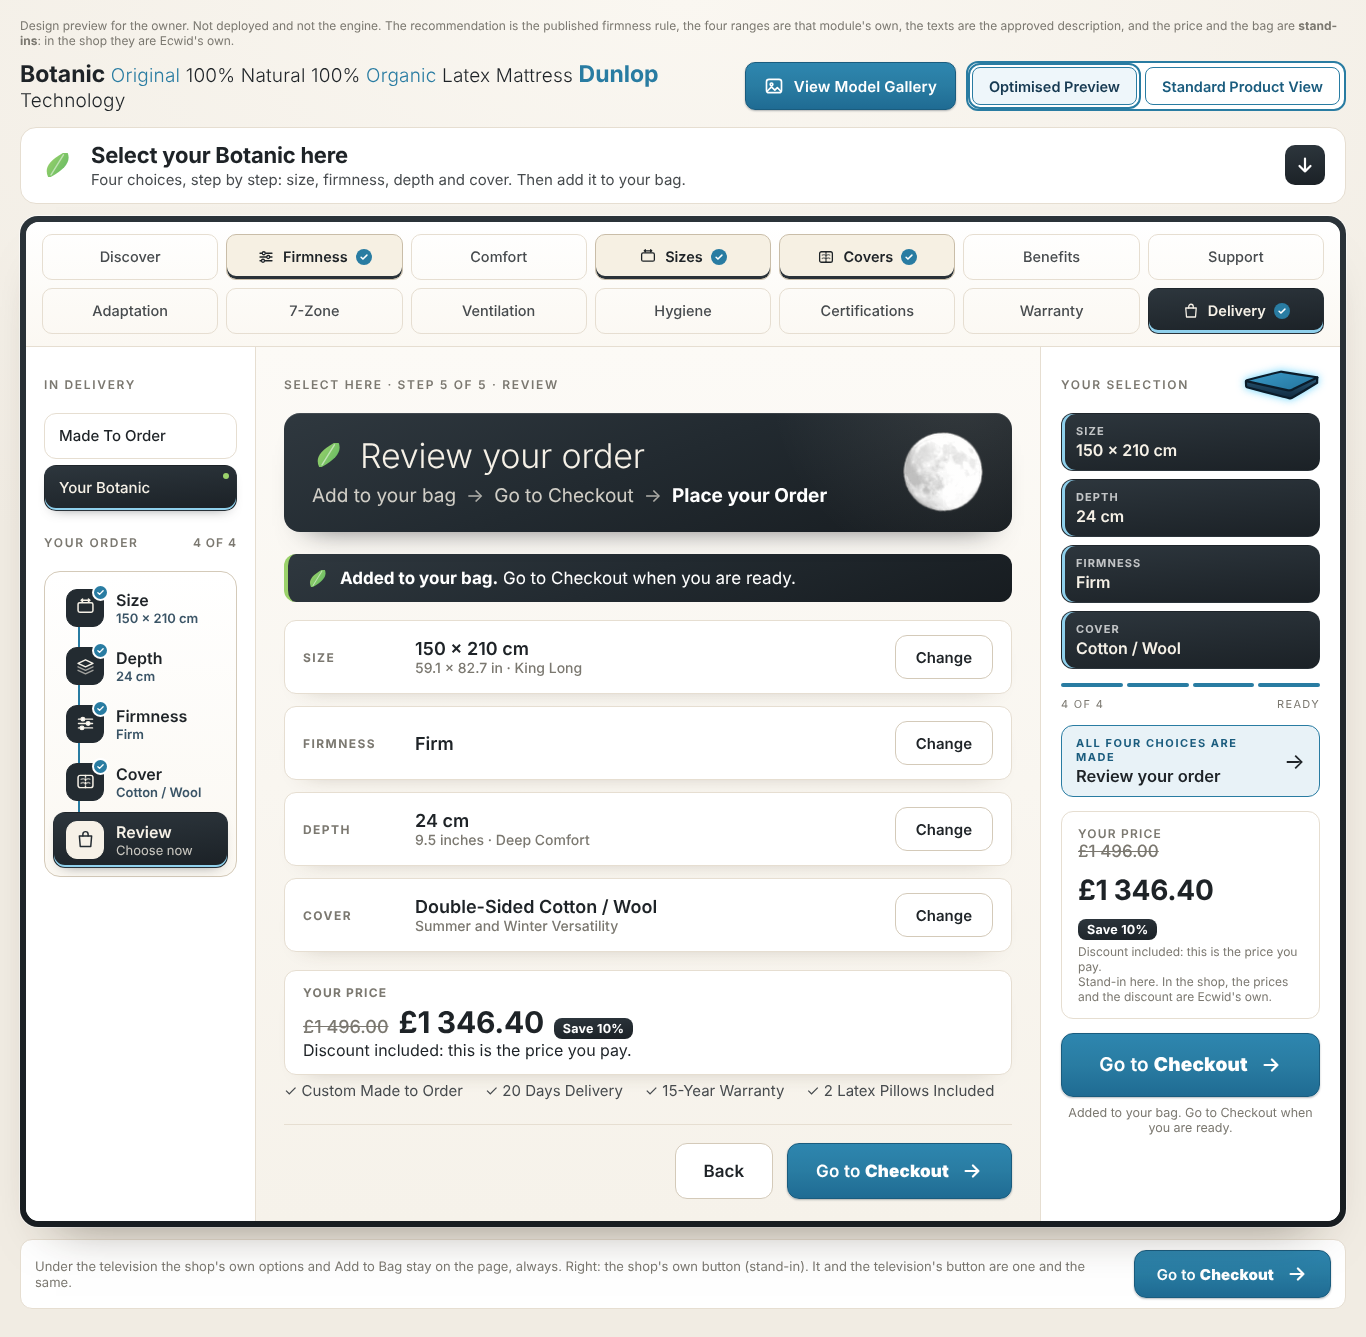 Design preview for the owner. Not deployed and not the engine. The recommendation is the published firmness rule, the four ranges are that module's own, the texts are the approved description, and the price and the bag are stand-
ins: in the shop they are Ecwid's own.
Botanic Original 100% Natural 100% Organic Latex Mattress Dunlop
Technology
View Model Gallery
Optimised Preview
Standard Product View
Select your Botanic here
Four choices, step by step: size, firmness, depth and cover. Then add it to your bag.
Discover
Firmness
Comfort
Sizes
Covers
Benefits
Support
Adaptation
7-Zone
Ventilation
Hygiene
Certifications
Warranty
Delivery
IN DELIVERY
Made To Order
Your Botanic
YOUR ORDER 4 OF 4
Size
150 × 210 cm
Depth
24 cm
Firmness
Firm
Cover
Cotton / Wool
Review
Choose now
SELECT HERE · STEP 5 OF 5 · REVIEW
Review your order
Add to your bag → Go to Checkout → Place your Order
Added to your bag. Go to Checkout when you are ready.
SIZE
150 × 210 cm
59.1 × 82.7 in · King Long
Change
FIRMNESS
Firm
Change
DEPTH
24 cm
9.5 inches · Deep Comfort
Change
COVER
Double-Sided Cotton / Wool
Summer and Winter Versatility
Change
YOUR PRICE
£1 496.00 £1 346.40 Save 10%
Discount included: this is the price you pay.
✓ Custom Made to Order ✓ 20 Days Delivery ✓ 15-Year Warranty ✓ 2 Latex Pillows Included
Back
Go to Checkout →
YOUR SELECTION
SIZE
150 × 210 cm
DEPTH
24 cm
FIRMNESS
Firm
COVER
Cotton / Wool
4 OF 4 READY
ALL FOUR CHOICES ARE
MADE
Review your order
YOUR PRICE
£1 496.00
£1 346.40
Save 10%
Discount included: this is the price you
pay.
Stand-in here. In the shop, the prices
and the discount are Ecwid's own.
Go to Checkout →
Added to your bag. Go to Checkout when
you are ready.
Under the television the shop's own options and Add to Bag stay on the page, always. Right: the shop's own button (stand-in). It and the television's button are one and the
same.
Go to Checkout →